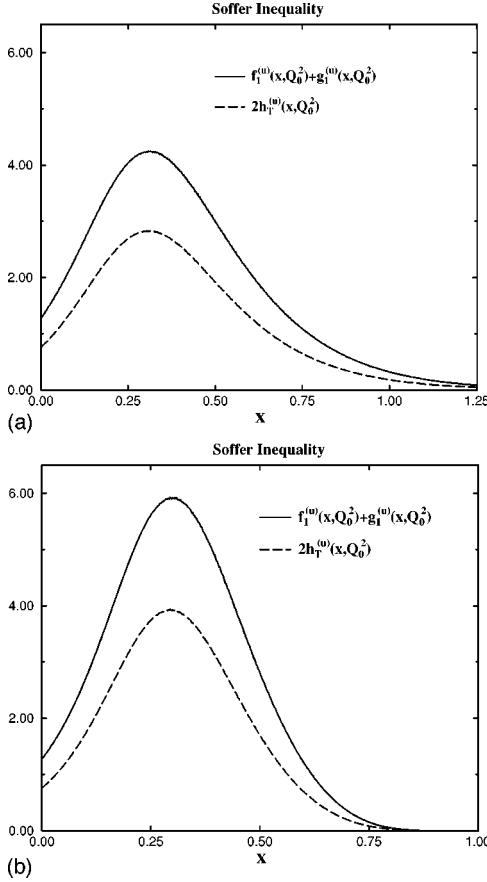 Soffer Inequality
6.00
f₁⁽ᵘ⁾(x,Q₀²)+g₁⁽ᵘ⁾(x,Q₀²)
2h_T⁽ᵘ⁾(x,Q₀²)
4.00
2.00
0.00
0.00 0.25 0.50 0.75 1.00 1.25
(a) x
Soffer Inequality
6.00
f₁⁽ᵘ⁾(x,Q₀²)+g₁⁽ᵘ⁾(x,Q₀²)
2h_T⁽ᵘ⁾(x,Q₀²)
4.00
2.00
0.00
0.00 0.25 0.50 0.75 1.00
(b) x